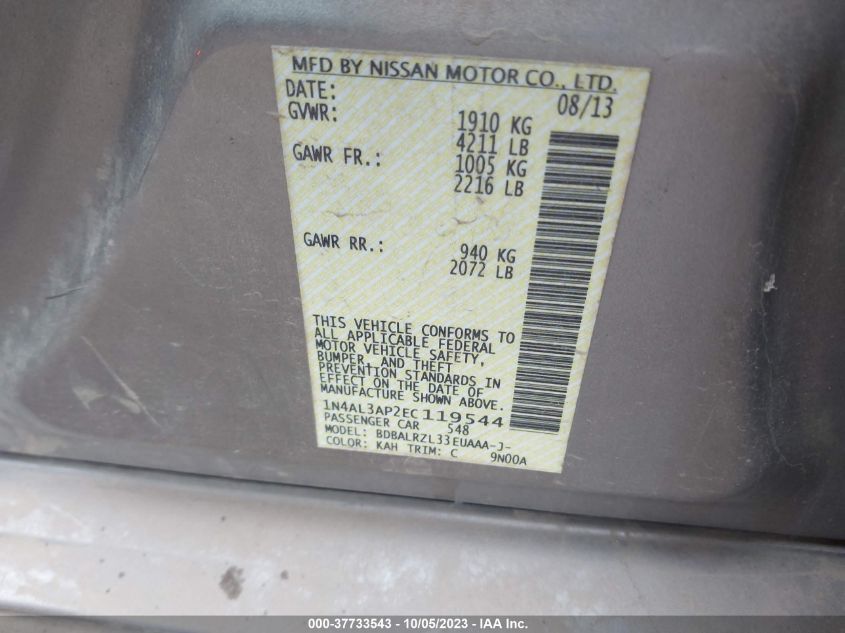 MFD BY NISSAN MOTOR CO., LTD.
DATE: 08/13
GVWR: 1910 KG
4211 LB
GAWR FR.: 1005 KG
2216 LB
GAWR RR.: 940 KG
2072 LB
THIS VEHICLE CONFORMS TO
ALL APPLICABLE FEDERAL
MOTOR VEHICLE SAFETY,
BUMPER, AND THEFT
PREVENTION STANDARDS IN
EFFECT ON THE DATE OF
MANUFACTURE SHOWN ABOVE.
1N4AL3AP2EC119544
PASSENGER CAR 548
MODEL: BDBALRZL33EUAAA-J-
COLOR: KAH TRIM: C 9N00A
000-37733543 - 10/05/2023 - IAA Inc.